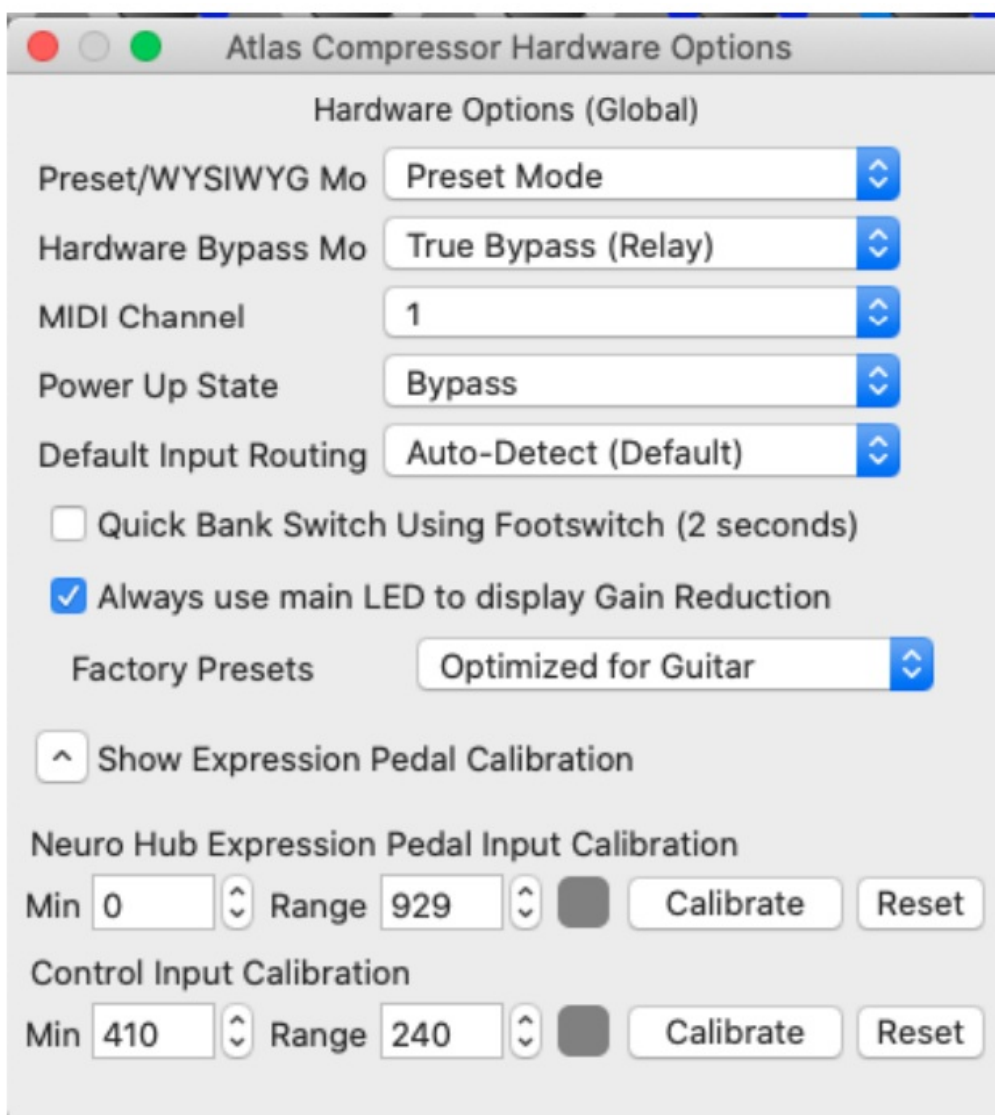 Atlas Compressor Hardware Options
Hardware Options (Global)
Preset/WYSIWYG Mo Preset Mode
Hardware Bypass Mo True Bypass (Relay)
MIDI Channel 1
Power Up State Bypass
Default Input Routing Auto-Detect (Default)
Quick Bank Switch Using Footswitch (2 seconds)
Always use main LED to display Gain Reduction
Factory Presets Optimized for Guitar
Show Expression Pedal Calibration
Neuro Hub Expression Pedal Input Calibration
Min 0 Range 929 Calibrate Reset
Control Input Calibration
Min 410 Range 240 Calibrate Reset